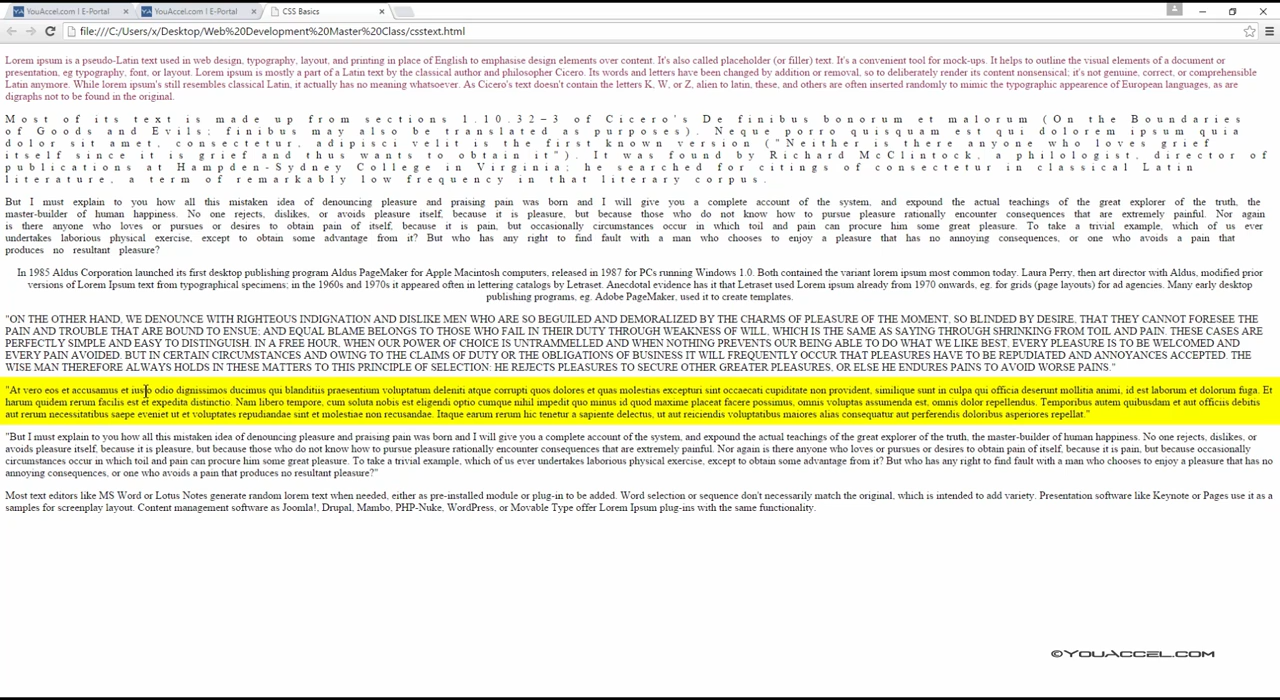 YouAccel.com | E-Portal
YouAccel.com | E-Portal
CSS Basics
file:///C:/Users/x/Desktop/Web%20Development%20Master%20Class/csstext.html
Lorem ipsum is a pseudo-Latin text used in web design, typography, layout, and printing in place of English to emphasise design elements over content. It's also called placeholder (or filler) text. It's a convenient tool for mock-ups. It helps to outline the visual elements of a document or
presentation, eg typography, font, or layout. Lorem ipsum is mostly a part of a Latin text by the classical author and philosopher Cicero. Its words and letters have been changed by addition or removal, so to deliberately render its content nonsensical; it's not genuine, correct, or comprehensible
Latin anymore. While lorem ipsum's still resembles classical Latin, it actually has no meaning whatsoever. As Cicero's text doesn't contain the letters K, W, or Z, alien to latin, these, and others are often inserted randomly to mimic the typographic appearence of European languages, as are
digraphs not to be found in the original.
Most of its text is made up from sections 1.10.32–3 of Cicero's De finibus bonorum et malorum (On the Boundaries
of Goods and Evils; finibus may also be translated as purposes). Neque porro quisquam est qui dolorem ipsum quia
dolor sit amet, consectetur, adipisci velit is the first known version ("Neither is there anyone who loves grief
itself since it is grief and thus wants to obtain it"). It was found by Richard McClintock, a philologist, director of
publications at Hampden-Sydney College in Virginia; he searched for citings of consectetur in classical Latin
literature, a term of remarkably low frequency in that literary corpus.
But I must explain to you how all this mistaken idea of denouncing pleasure and praising pain was born and I will give you a complete account of the system, and expound the actual teachings of the great explorer of the truth, the
master-builder of human happiness. No one rejects, dislikes, or avoids pleasure itself, because it is pleasure, but because those who do not know how to pursue pleasure rationally encounter consequences that are extremely painful. Nor again
is there anyone who loves or pursues or desires to obtain pain of itself, because it is pain, but occasionally circumstances occur in which toil and pain can procure him some great pleasure. To take a trivial example, which of us ever
undertakes laborious physical exercise, except to obtain some advantage from it? But who has any right to find fault with a man who chooses to enjoy a pleasure that has no annoying consequences, or one who avoids a pain that
produces no resultant pleasure?
In 1985 Aldus Corporation launched its first desktop publishing program Aldus PageMaker for Apple Macintosh computers, released in 1987 for PCs running Windows 1.0. Both contained the variant lorem ipsum most common today. Laura Perry, then art director with Aldus, modified prior
versions of Lorem Ipsum text from typographical specimens; in the 1960s and 1970s it appeared often in lettering catalogs by Letraset. Anecdotal evidence has it that Letraset used Lorem ipsum already from 1970 onwards, eg. for grids (page layouts) for ad agencies. Many early desktop
publishing programs, eg. Adobe PageMaker, used it to create templates.
"ON THE OTHER HAND, WE DENOUNCE WITH RIGHTEOUS INDIGNATION AND DISLIKE MEN WHO ARE SO BEGUILED AND DEMORALIZED BY THE CHARMS OF PLEASURE OF THE MOMENT, SO BLINDED BY DESIRE, THAT THEY CANNOT FORESEE THE
PAIN AND TROUBLE THAT ARE BOUND TO ENSUE; AND EQUAL BLAME BELONGS TO THOSE WHO FAIL IN THEIR DUTY THROUGH WEAKNESS OF WILL, WHICH IS THE SAME AS SAYING THROUGH SHRINKING FROM TOIL AND PAIN. THESE CASES ARE
PERFECTLY SIMPLE AND EASY TO DISTINGUISH. IN A FREE HOUR, WHEN OUR POWER OF CHOICE IS UNTRAMMELLED AND WHEN NOTHING PREVENTS OUR BEING ABLE TO DO WHAT WE LIKE BEST, EVERY PLEASURE IS TO BE WELCOMED AND
EVERY PAIN AVOIDED. BUT IN CERTAIN CIRCUMSTANCES AND OWING TO THE CLAIMS OF DUTY OR THE OBLIGATIONS OF BUSINESS IT WILL FREQUENTLY OCCUR THAT PLEASURES HAVE TO BE REPUDIATED AND ANNOYANCES ACCEPTED. THE
WISE MAN THEREFORE ALWAYS HOLDS IN THESE MATTERS TO THIS PRINCIPLE OF SELECTION: HE REJECTS PLEASURES TO SECURE OTHER GREATER PLEASURES, OR ELSE HE ENDURES PAINS TO AVOID WORSE PAINS."
"At vero eos et accusamus et iusto odio dignissimos ducimus qui blanditiis praesentium voluptatum deleniti atque corrupti quos dolores et quas molestias excepturi sint occaecati cupiditate non provident, similique sunt in culpa qui officia deserunt mollitia animi, id est laborum et dolorum fuga. Et
harum quidem rerum facilis est et expedita distinctio. Nam libero tempore, cum soluta nobis est eligendi optio cumque nihil impedit quo minus id quod maxime placeat facere possimus, omnis voluptas assumenda est, omnis dolor repellendus. Temporibus autem quibusdam et aut officiis debitis
aut rerum necessitatibus saepe eveniet ut et voluptates repudiandae sint et molestiae non recusandae. Itaque earum rerum hic tenetur a sapiente delectus, ut aut reiciendis voluptatibus maiores alias consequatur aut perferendis doloribus asperiores repellat."
"But I must explain to you how all this mistaken idea of denouncing pleasure and praising pain was born and I will give you a complete account of the system, and expound the actual teachings of the great explorer of the truth, the master-builder of human happiness. No one rejects, dislikes, or
avoids pleasure itself, because it is pleasure, but because those who do not know how to pursue pleasure rationally encounter consequences that are extremely painful. Nor again is there anyone who loves or pursues or desires to obtain pain of itself, because it is pain, but because occasionally
circumstances occur in which toil and pain can procure him some great pleasure. To take a trivial example, which of us ever undertakes laborious physical exercise, except to obtain some advantage from it? But who has any right to find fault with a man who chooses to enjoy a pleasure that has no
annoying consequences, or one who avoids a pain that produces no resultant pleasure?"
Most text editors like MS Word or Lotus Notes generate random lorem text when needed, either as pre-installed module or plug-in to be added. Word selection or sequence don't necessarily match the original, which is intended to add variety. Presentation software like Keynote or Pages use it as
samples for screenplay layout. Content management software as Joomla!, Drupal, Mambo, PHP-Nuke, WordPress, or Movable Type offer Lorem Ipsum plug-ins with the same functionality.
©YOUACCEL.COM